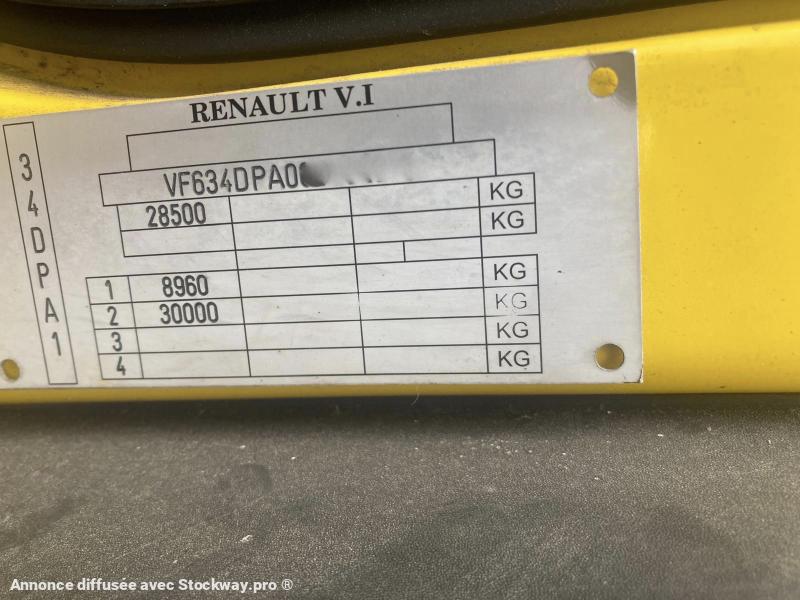 RENAULT V.I
34DPA1
VF634DPA0
KG
28500 KG
1 8960 KG
2 30000 KG
3 KG
4 KG
Annonce diffusée avec Stockway.pro ®